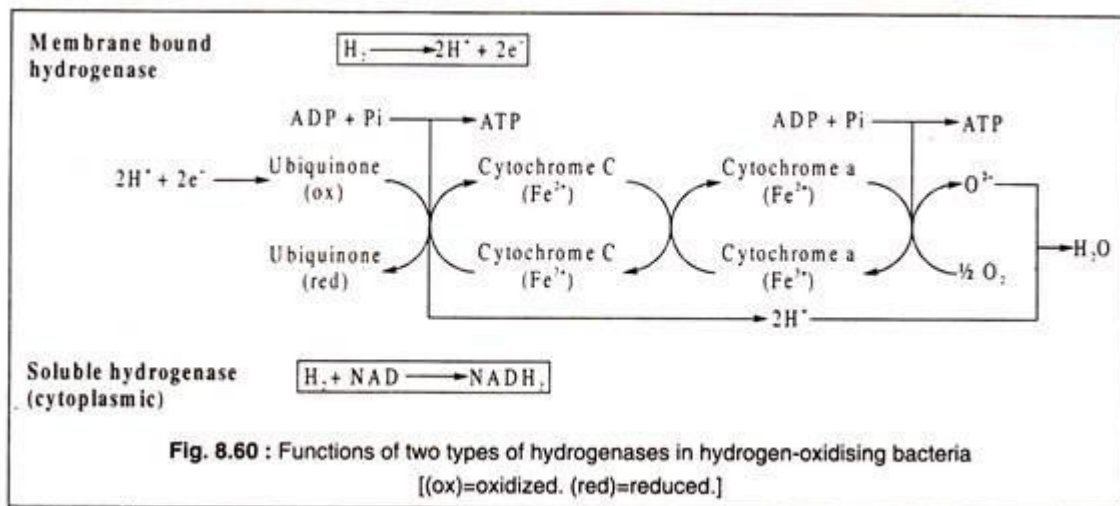 Membrane bound
hydrogenase
H₂ → 2H⁺ + 2e⁻
ADP + Pi → ATP
ADP + Pi → ATP
2H⁺ + 2e⁻ → Ubiquinone
(ox)
Cytochrome C
(Fe²⁺)
Cytochrome a
(Fe²⁺)
O²⁻
Ubiquinone
(red)
Cytochrome C
(Fe³⁺)
Cytochrome a
(Fe³⁺)
½ O₂
H₂O
2H⁺
Soluble hydrogenase
(cytoplasmic)
H₂ + NAD → NADH₂
Fig. 8.60 : Functions of two types of hydrogenases in hydrogen-oxidising bacteria
[(ox)=oxidized. (red)=reduced.]